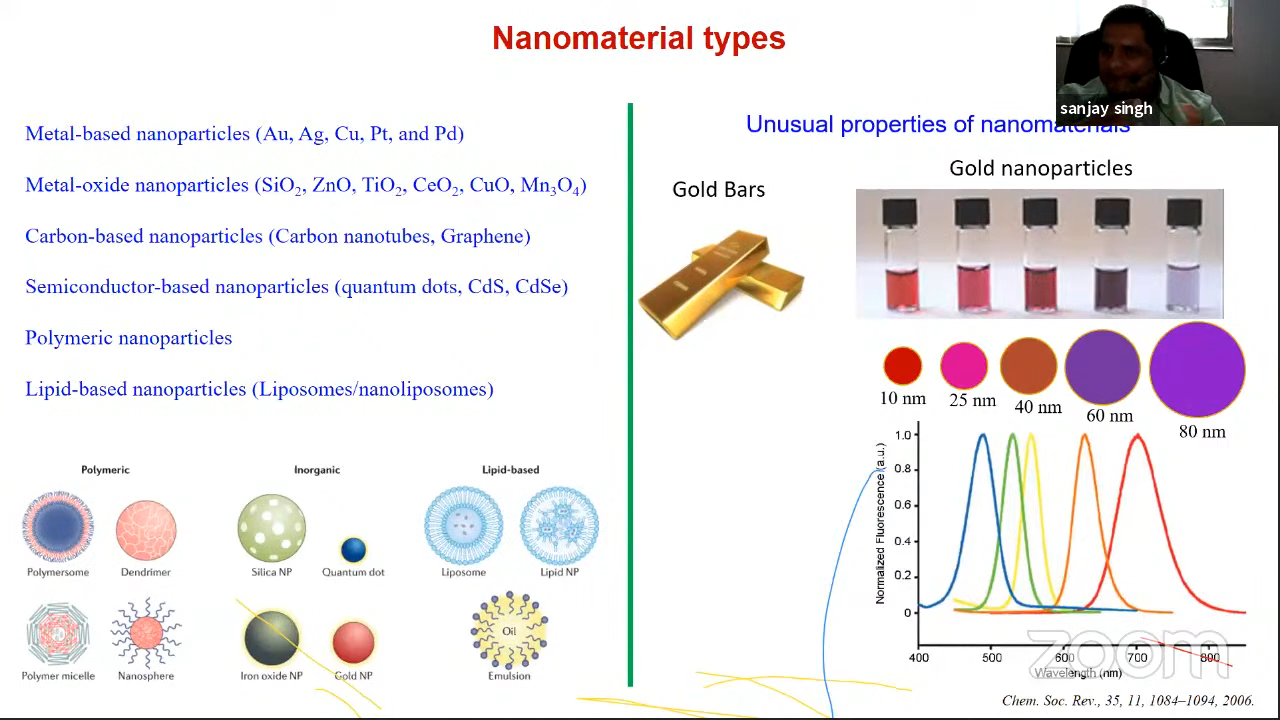 Nanomaterial types
sanjay singh
Metal-based nanoparticles (Au, Ag, Cu, Pt, and Pd)
Metal-oxide nanoparticles (SiO₂, ZnO, TiO₂, CeO₂, CuO, Mn₃O₄)
Carbon-based nanoparticles (Carbon nanotubes, Graphene)
Semiconductor-based nanoparticles (quantum dots, CdS, CdSe)
Polymeric nanoparticles
Lipid-based nanoparticles (Liposomes/nanoliposomes)
Polymeric Inorganic Lipid-based
Polymersome Dendrimer Silica NP Quantum dot Liposome Lipid NP
Oil
Polymer micelle Nanosphere Iron oxide NP Gold NP Emulsion
Unusual properties of nanomaterials
Gold nanoparticles
Gold Bars
10 nm 25 nm 40 nm 60 nm 80 nm
Normalized Fluorescence (a.u.)
1.0
0.8
0.6
0.4
0.2
0
400 500 600 700 800
Wavelength (nm)
zoom
Chem. Soc. Rev., 35, 11, 1084–1094, 2006.